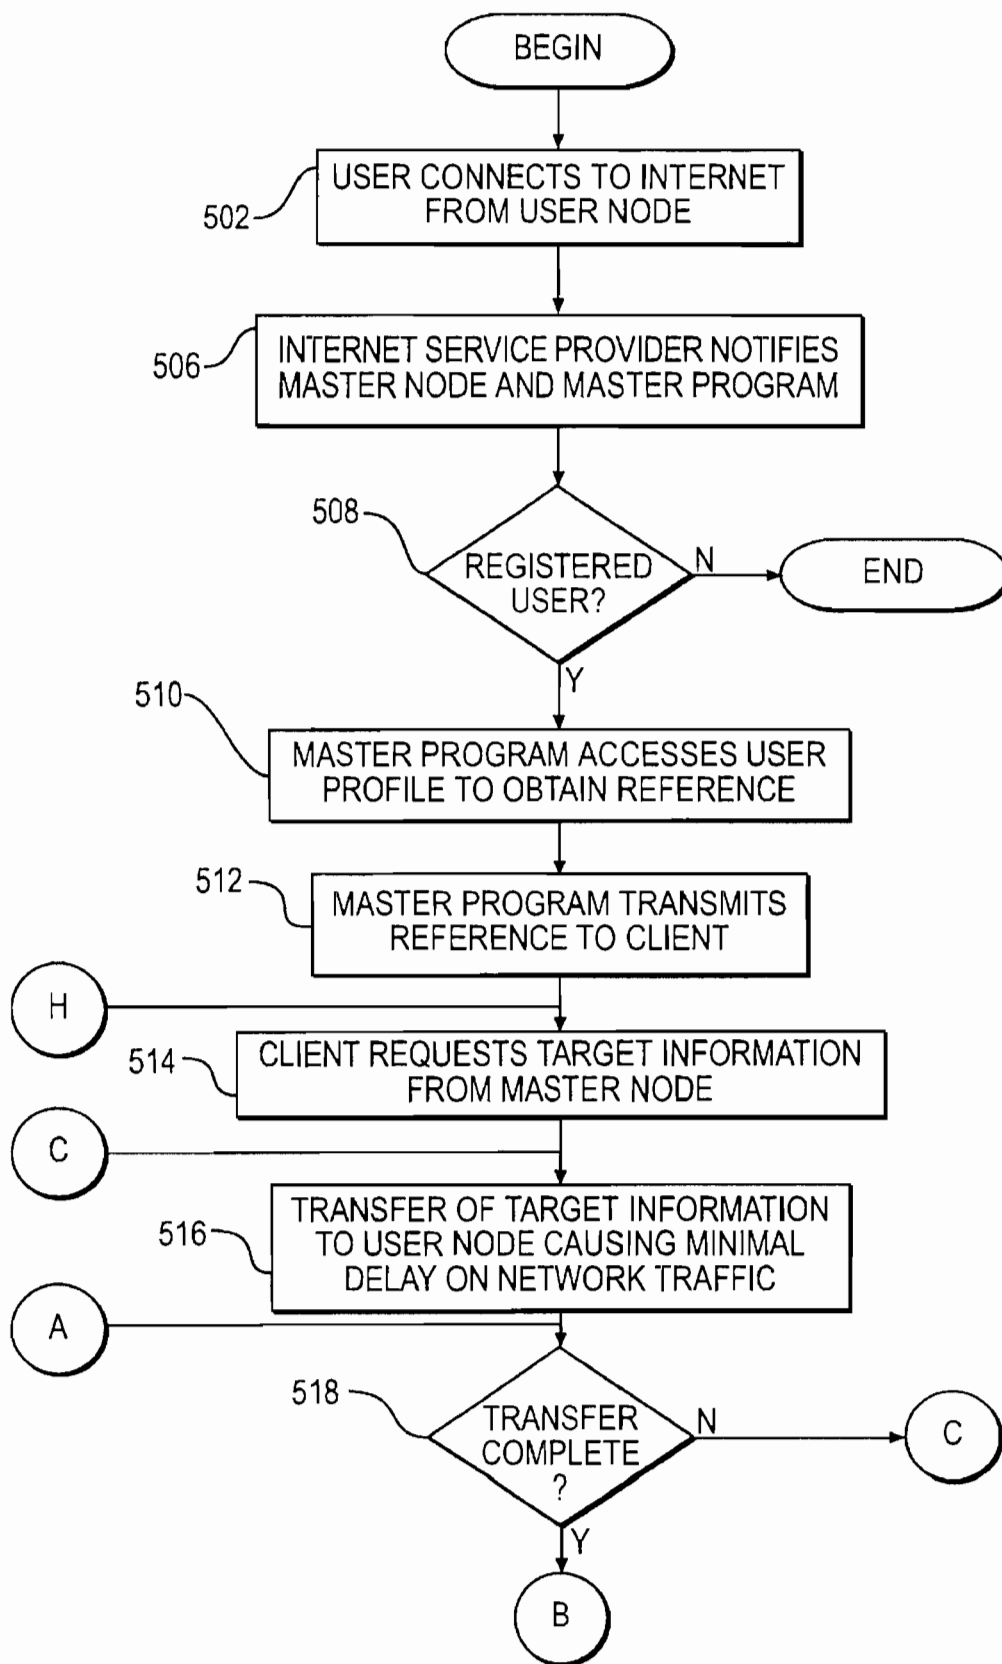 BEGIN
502
USER CONNECTS TO INTERNET
FROM USER NODE
506
INTERNET SERVICE PROVIDER NOTIFIES
MASTER NODE AND MASTER PROGRAM
508
REGISTERED
USER?
N
END
Y
510
MASTER PROGRAM ACCESSES USER
PROFILE TO OBTAIN REFERENCE
512
MASTER PROGRAM TRANSMITS
REFERENCE TO CLIENT
H
514
CLIENT REQUESTS TARGET INFORMATION
FROM MASTER NODE
C
516
TRANSFER OF TARGET INFORMATION
TO USER NODE CAUSING MINIMAL
DELAY ON NETWORK TRAFFIC
A
518
TRANSFER
COMPLETE
?
N
C
Y
B